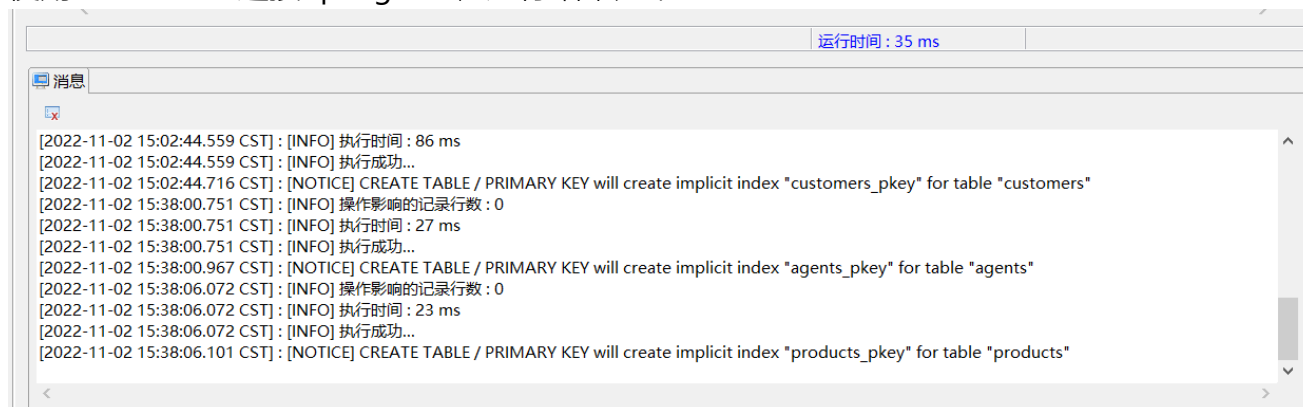 运行时间 : 35 ms
消息
[2022-11-02 15:02:44.559 CST] : [INFO] 执行时间 : 86 ms
[2022-11-02 15:02:44.559 CST] : [INFO] 执行成功...
[2022-11-02 15:02:44.716 CST] : [NOTICE] CREATE TABLE / PRIMARY KEY will create implicit index "customers_pkey" for table "customers"
[2022-11-02 15:38:00.751 CST] : [INFO] 操作影响的记录行数 : 0
[2022-11-02 15:38:00.751 CST] : [INFO] 执行时间 : 27 ms
[2022-11-02 15:38:00.751 CST] : [INFO] 执行成功...
[2022-11-02 15:38:00.967 CST] : [NOTICE] CREATE TABLE / PRIMARY KEY will create implicit index "agents_pkey" for table "agents"
[2022-11-02 15:38:06.072 CST] : [INFO] 操作影响的记录行数 : 0
[2022-11-02 15:38:06.072 CST] : [INFO] 执行时间 : 23 ms
[2022-11-02 15:38:06.072 CST] : [INFO] 执行成功...
[2022-11-02 15:38:06.101 CST] : [NOTICE] CREATE TABLE / PRIMARY KEY will create implicit index "products_pkey" for table "products"